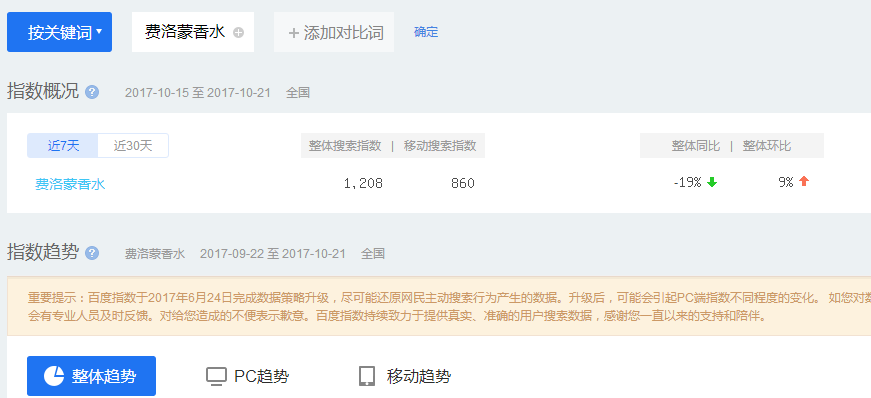 按关键词 费洛蒙香水 + 添加对比词 确定
指数概况 ? 2017-10-15 至 2017-10-21 全国
近7天 近30天 整体搜索指数 | 移动搜索指数 整体同比 | 整体环比
费洛蒙香水 1,208 860 -19% 9%
指数趋势 ? 费洛蒙香水 2017-09-22 至 2017-10-21 全国
重要提示：百度指数于2017年6月24日完成数据策略升级，尽可能还原网民主动搜索行为产生的数据。升级后，可能会引起PC端指数不同程度的变化。 如您对数
会有专业人员及时反馈。对给您造成的不便表示歉意。百度指数持续致力于提供真实、准确的用户搜索数据，感谢您一直以来的支持和陪伴。
整体趋势 PC趋势 移动趋势